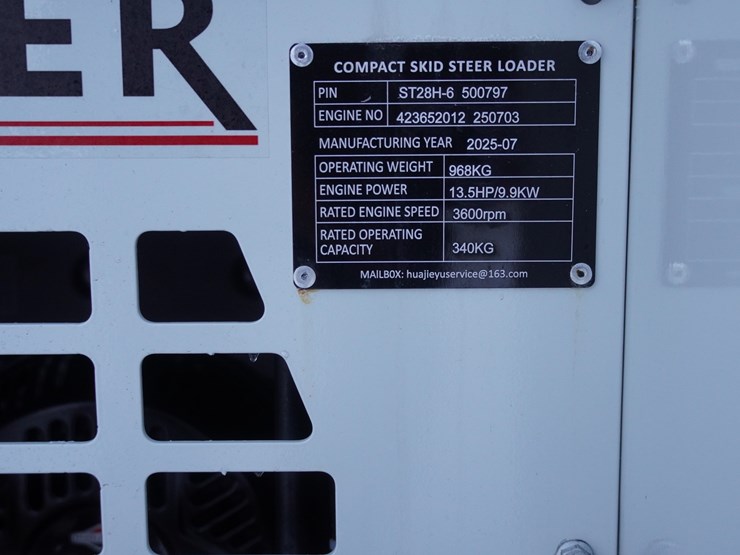 ER
COMPACT SKID STEER LOADER
PIN ST28H-6 500797
ENGINE NO 423652012 250703
MANUFACTURING YEAR 2025-07
OPERATING WEIGHT 968KG
ENGINE POWER 13.5HP/9.9KW
RATED ENGINE SPEED 3600rpm
RATED OPERATING
CAPACITY 340KG
MAILBOX: huajieyuservice@163.com